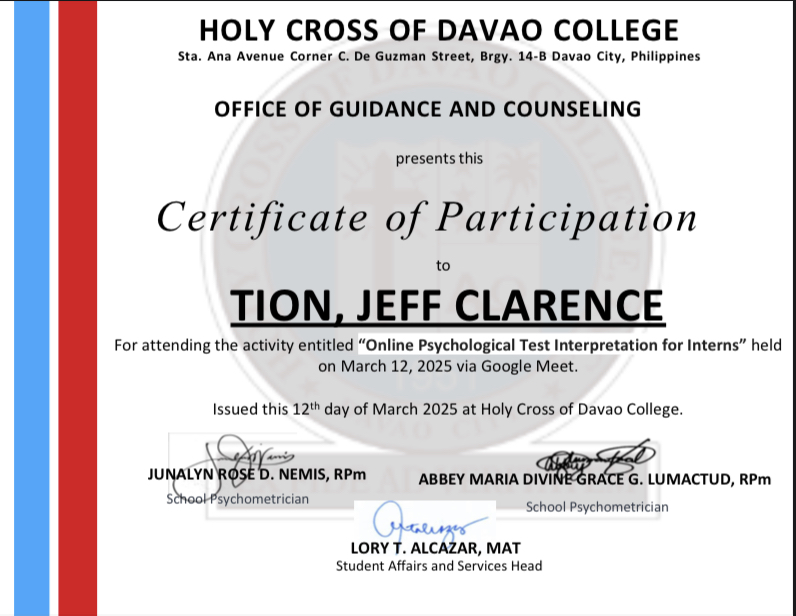 HOLY CROSS OF DAVAO COLLEGE
Sta. Ana Avenue Corner C. De Guzman Street, Brgy. 14-B Davao City, Philippines
OFFICE OF GUIDANCE AND COUNSELING
presents this
Certificate of Participation
to
TION, JEFF CLARENCE
For attending the activity entitled “Online Psychological Test Interpretation for Interns” held
on March 12, 2025 via Google Meet.
Issued this 12th day of March 2025 at Holy Cross of Davao College.
JUNALYN ROSE D. NEMIS, RPm
School Psychometrician
ABBEY MARIA DIVINE GRACE G. LUMACTUD, RPm
School Psychometrician
LORY T. ALCAZAR, MAT
Student Affairs and Services Head